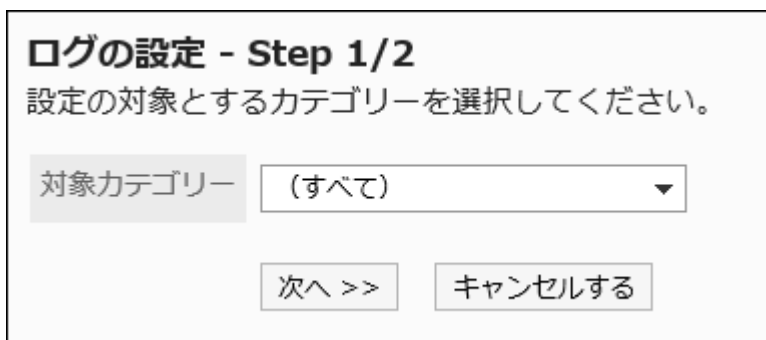 ログの設定 - Step 1/2
設定の対象とするカテゴリーを選択してください。
対象カテゴリー (すべて)
次へ >> キャンセルする